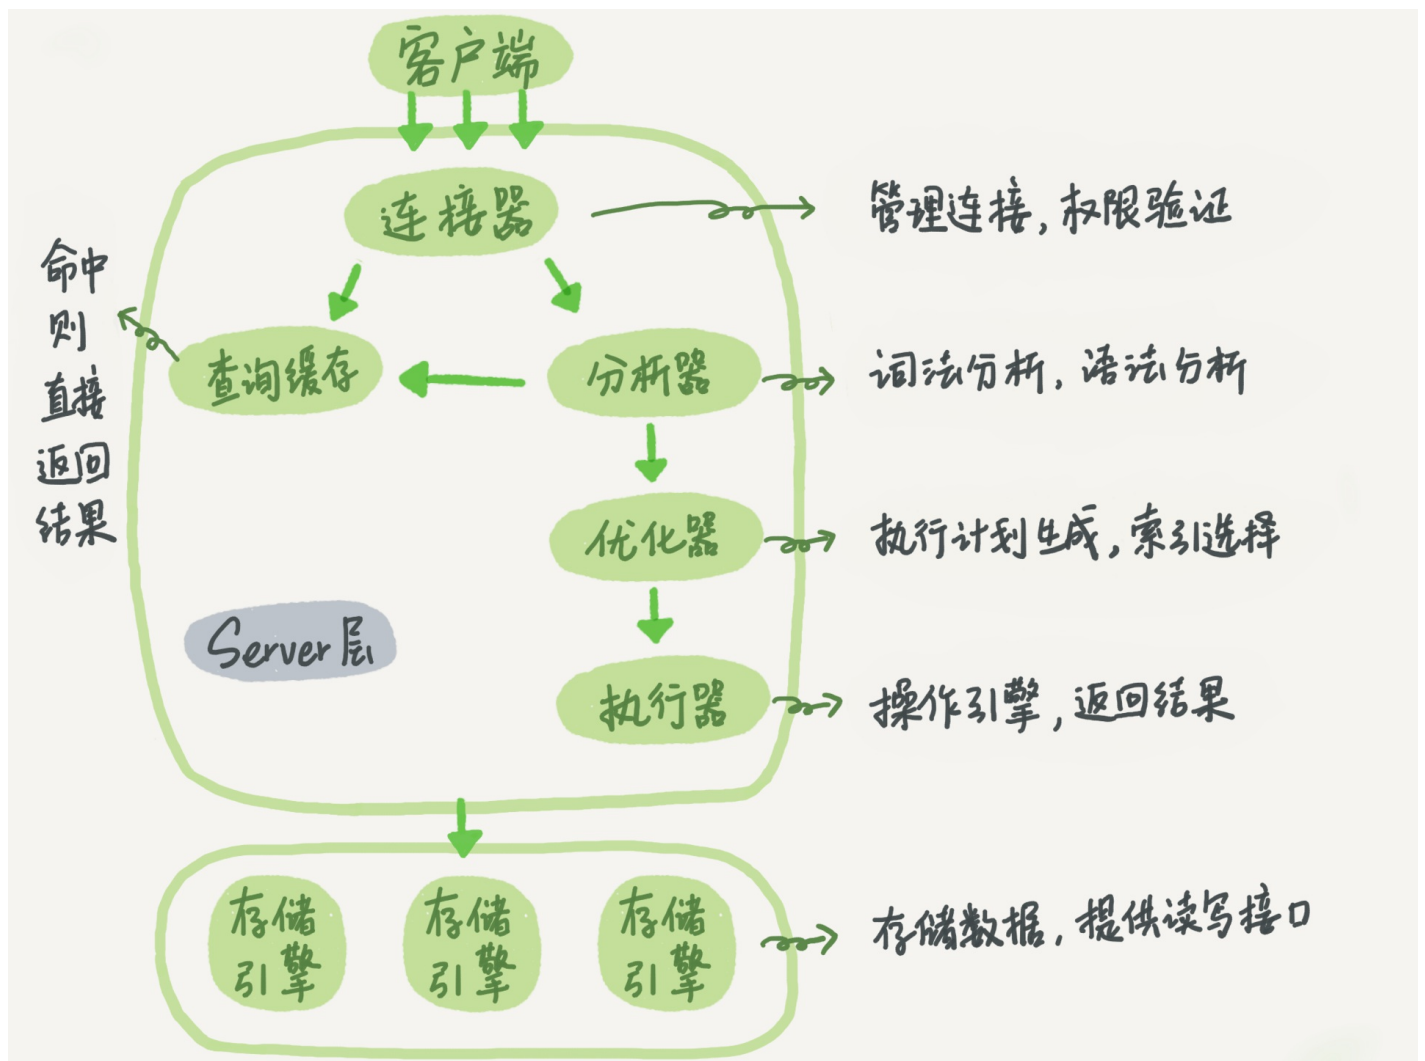 客户端
连接器
管理连接,权限验证
命中
则
直接
返回
结果
查询缓存
分析器
词法分析,语法分析
优化器
执行计划生成,索引选择
Server层
执行器
操作引擎,返回结果
存储
引擎
存储
引擎
存储
引擎
存储数据,提供读写接口